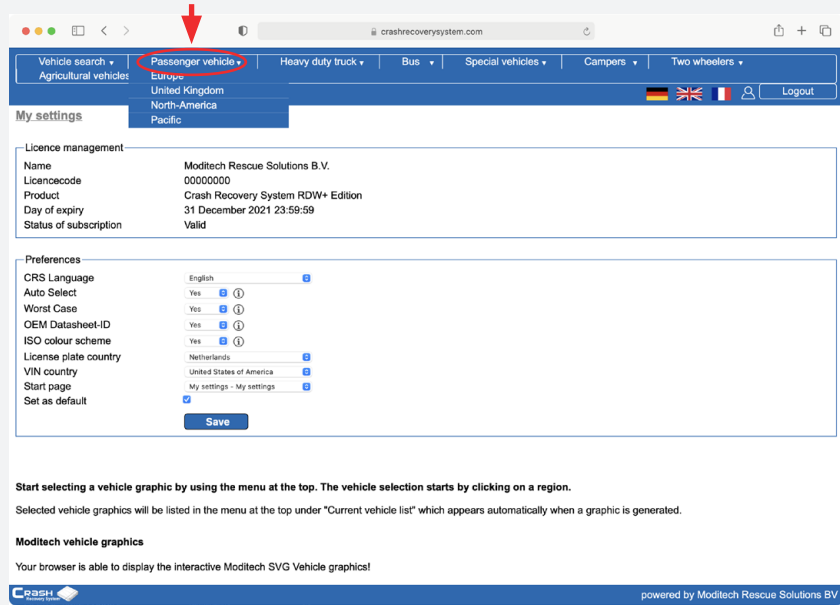 crashrecoverysystem.com
Vehicle search Passenger vehicle Heavy duty truck Bus Special vehicles Campers Two wheelers
Agricultural vehicles Europe
United Kingdom
North-America
Pacific
Logout
My settings
Licence management
Name Moditech Rescue Solutions B.V.
Licencecode 00000000
Product Crash Recovery System RDW+ Edition
Day of expiry 31 December 2021 23:59:59
Status of subscription Valid
Preferences
CRS Language English
Auto Select Yes
Worst Case Yes
OEM Datasheet-ID Yes
ISO colour scheme Yes
License plate country Netherlands
VIN country United States of America
Start page My settings - My settings
Set as default
Save
Start selecting a vehicle graphic by using the menu at the top. The vehicle selection starts by clicking on a region.
Selected vehicle graphics will be listed in the menu at the top under "Current vehicle list" which appears automatically when a graphic is generated.
Moditech vehicle graphics
Your browser is able to display the interactive Moditech SVG Vehicle graphics!
Crash
Recovery System
powered by Moditech Rescue Solutions BV